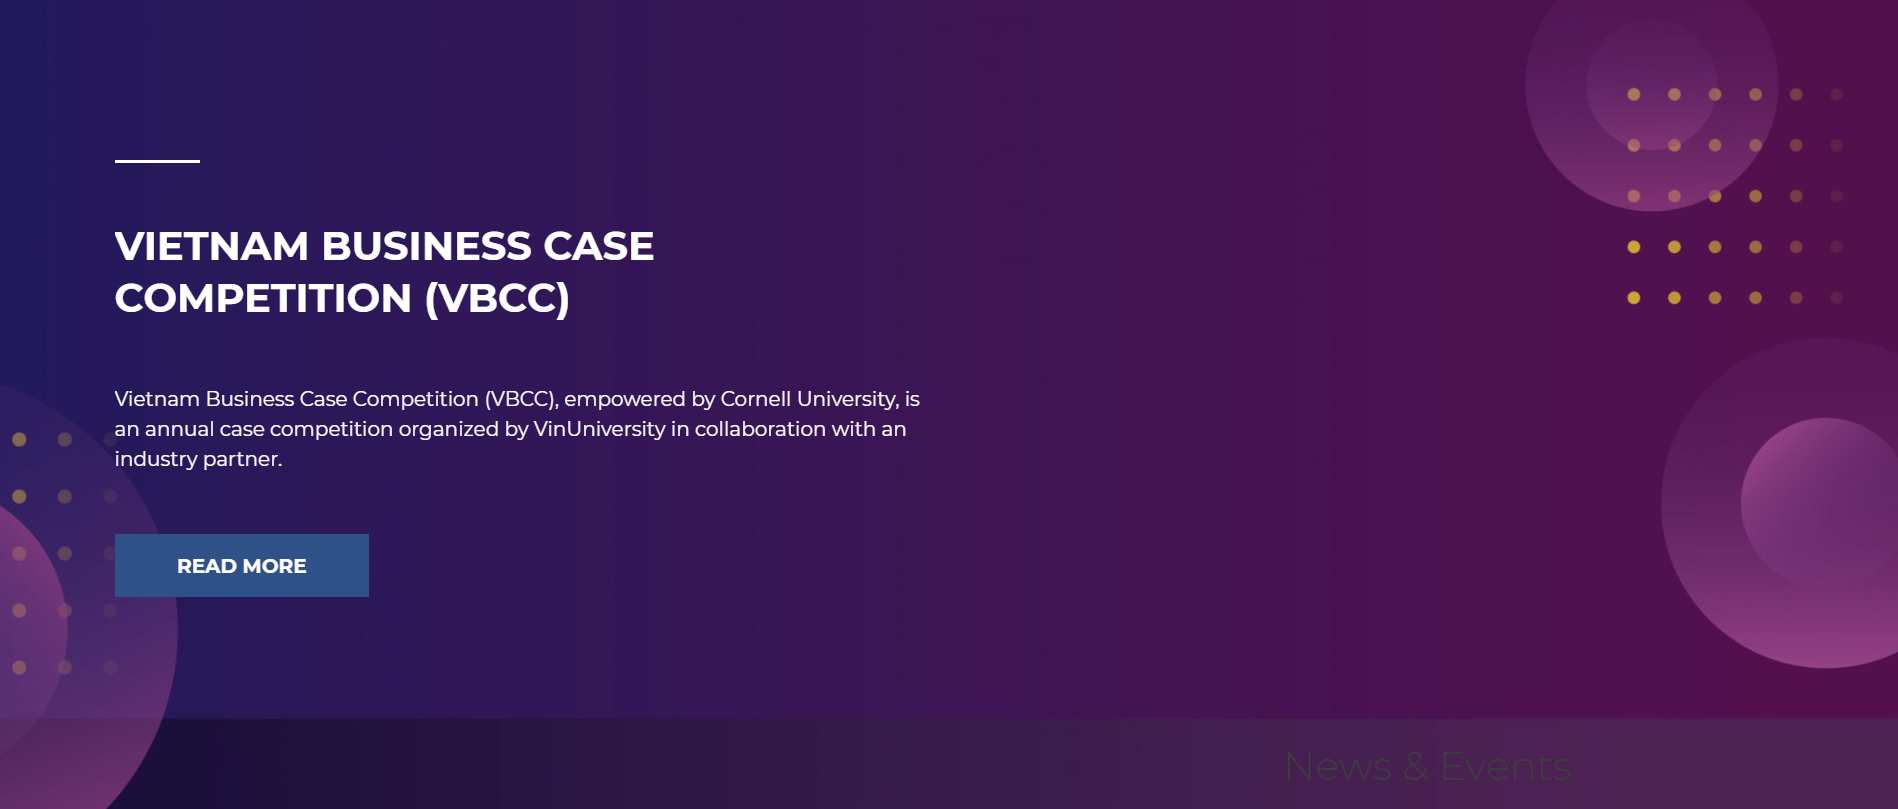 VIETNAM BUSINESS CASE
COMPETITION (VBCC)
Vietnam Business Case Competition (VBCC), empowered by Cornell University, is
an annual case competition organized by VinUniversity in collaboration with an
industry partner.
READ MORE
News & Events